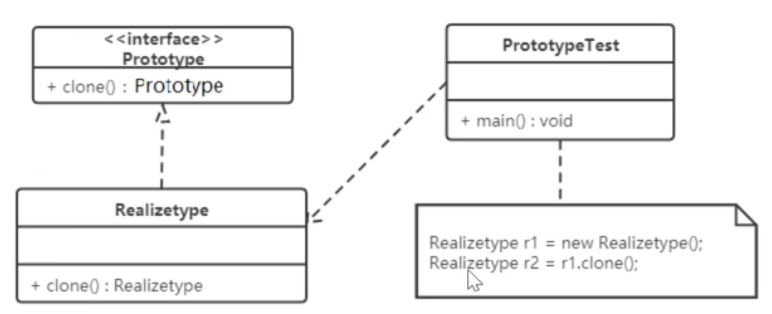 <<interface>>
Prototype
+ clone() : Prototype
Realizetype
+ clone() : Realizetype
PrototypeTest
+ main() : void
Realizetype r1 = new Realizetype();
Realizetype r2 = r1.clone();